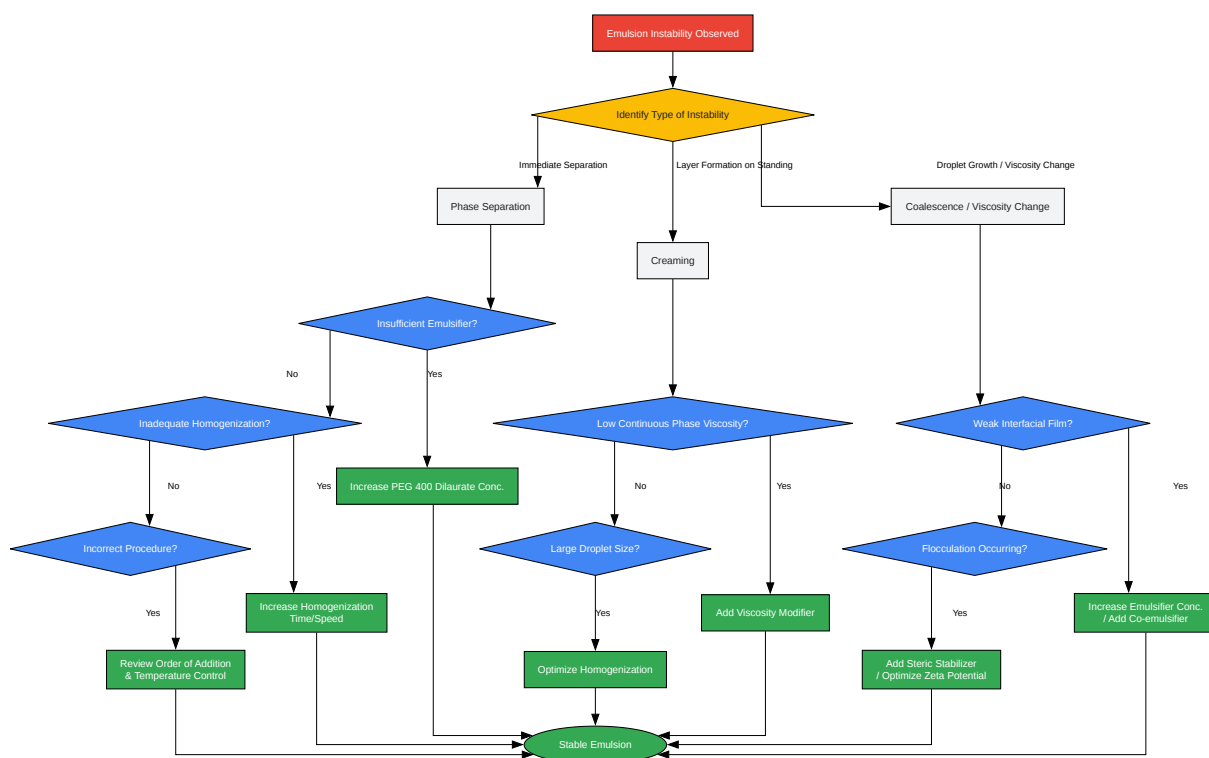 Emulsion Instability Observed
Identify Type of Instability
Immediate Separation
Layer Formation on Standing
Droplet Growth / Viscosity Change
Phase Separation
Coalescence / Viscosity Change
Creaming
Insufficient Emulsifier?
No
Yes
Inadequate Homogenization?
Low Continuous Phase Viscosity?
Weak Interfacial Film?
No
Yes
Increase PEG 400 Dilaurate Conc.
No
Yes
No
Yes
Incorrect Procedure?
Large Droplet Size?
Flocculation Occurring?
Yes
Increase Homogenization
Time/Speed
Yes
Add Viscosity Modifier
Yes
Increase Emulsifier Conc.
/ Add Co-emulsifier
Review Order of Addition
& Temperature Control
Optimize Homogenization
Add Steric Stabilizer
/ Optimize Zeta Potential
Stable Emulsion